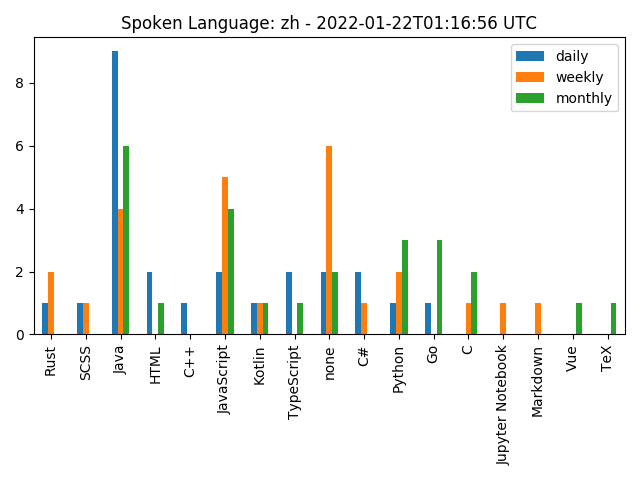 Spoken Language: zh - 2022-01-22T01:16:56 UTC
daily
weekly
monthly
8
6
4
2
0
Rust
SCSS
Java
HTML
C++
JavaScript
Kotlin
TypeScript
none
C#
Python
Go
C
Jupyter Notebook
Markdown
Vue
TeX